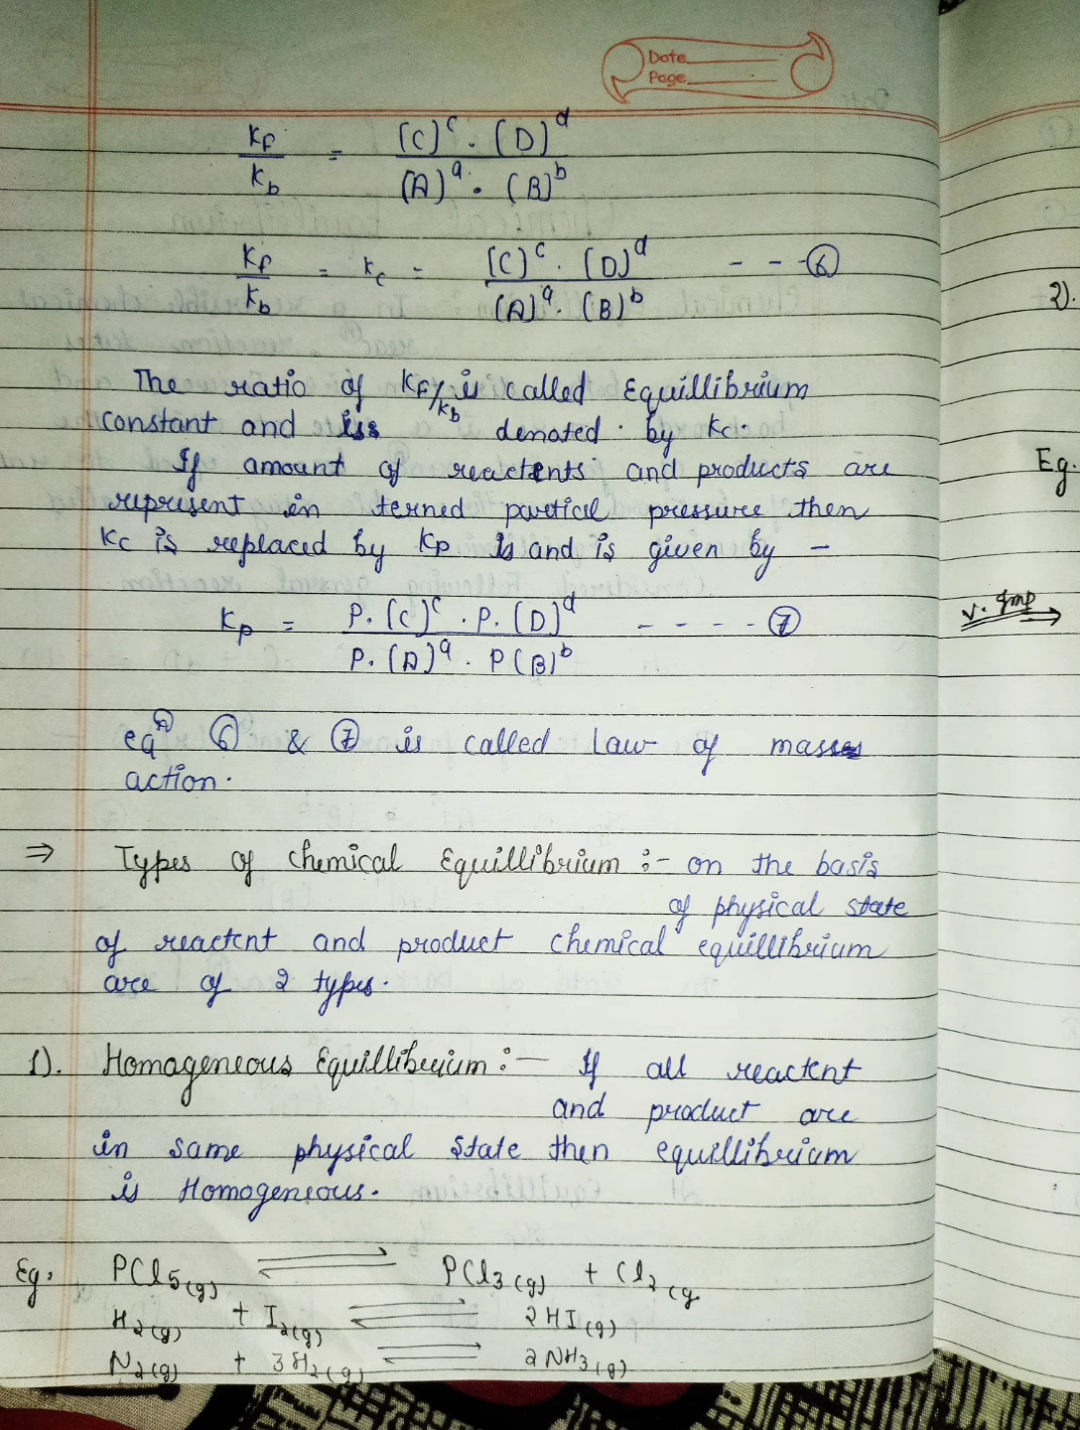 Date
Page
Kf/Kb = [C]^c . [D]^d / [A]^a . [B]^b
Kf/Kb = Kc = [C]^c . [D]^d / [A]^a . [B]^b - - - ⑥
The ratio of Kf/Kb is called Equillibrium
constant and is denoted by Kc.
If amount of reactents and products are
represent in terned partical pressure then
Kc is replaced by Kp and is given by –
Kp = P.[C]^c . P.[D]^d / P.[A]^a . P[B]^b - - - - ⑦
eqⁿ ⑥ & ⑦ is called Law of mass
action.
⇒ Types of chemical Equillibrium :- on the basis
of physical state
of reactent and product chemical equillibrium
are of 2 types.
1). Homogeneous Equillibrium :– If all reactent
and product are
in same physical state then equillibrium
is Homogeneous.
Eg. PCl5(g) ⇌ PCl3(g) + Cl2(g
H2(g) + I2(g) ⇌ 2HI(g)
N2(g) + 3H2(g) ⇌ 2NH3(g)
2).
Eg.
V. Imp →